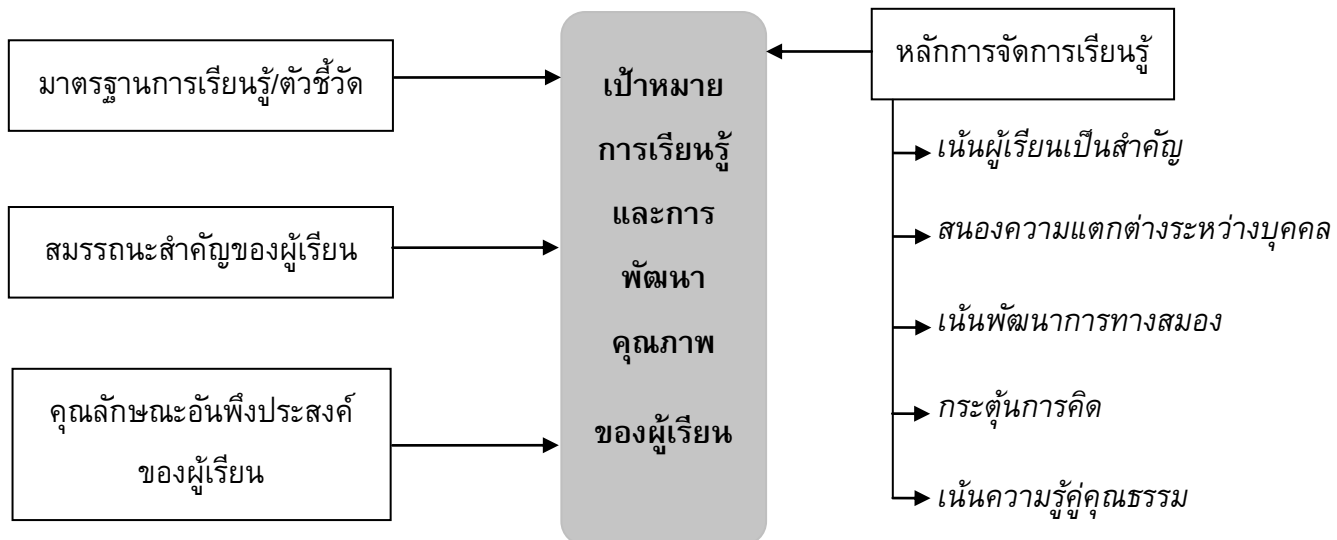 มาตรฐานการเรียนรู้/ตัวชี้วัด
สมรรถนะสำคัญของผู้เรียน
คุณลักษณะอันพึงประสงค์
ของผู้เรียน
เป้าหมาย
การเรียนรู้
และการ
พัฒนา
คุณภาพ
ของผู้เรียน
หลักการจัดการเรียนรู้
เน้นผู้เรียนเป็นสำคัญ
สนองความแตกต่างระหว่างบุคคล
เน้นพัฒนาการทางสมอง
กระตุ้นการคิด
เน้นความรู้คู่คุณธรรม